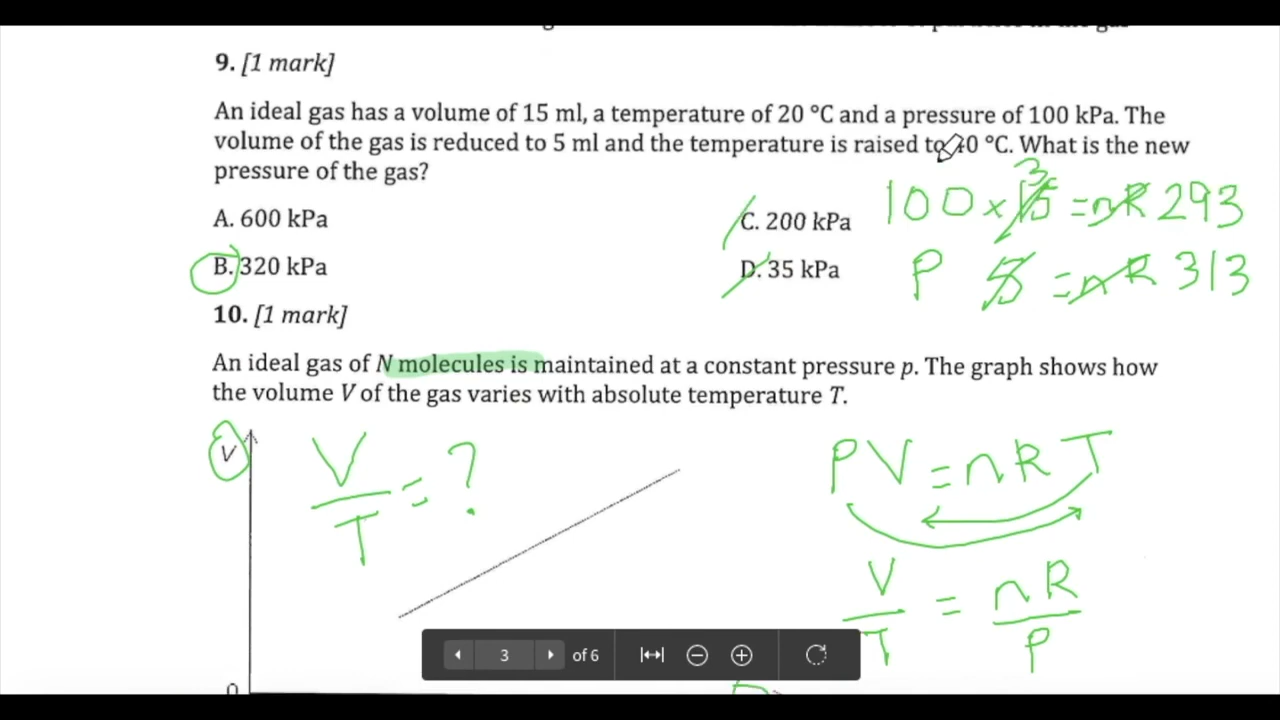 9. [1 mark]
An ideal gas has a volume of 15 ml, a temperature of 20 °C and a pressure of 100 kPa. The
volume of the gas is reduced to 5 ml and the temperature is raised to 40 °C. What is the new
pressure of the gas?
A. 600 kPa
C. 200 kPa
B. 320 kPa
D. 35 kPa
3
100 × 15 = nR 293
P 5 = nR 313
10. [1 mark]
An ideal gas of N molecules is maintained at a constant pressure p. The graph shows how
the volume V of the gas varies with absolute temperature T.
V
V/T = ?
PV = nRT
V/T = nR/P
0
3 of 6